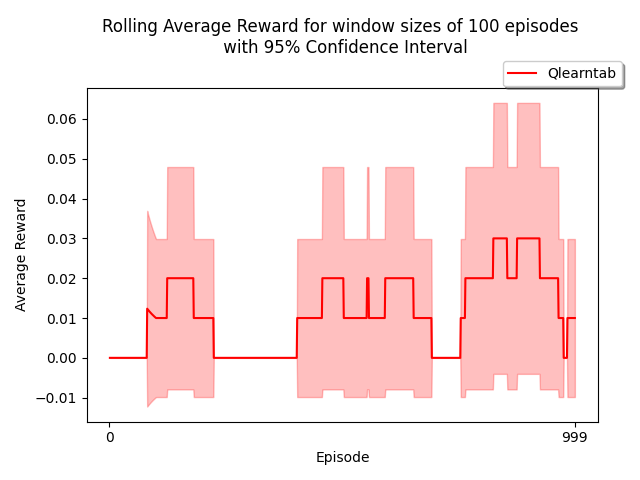 Rolling Average Reward for window sizes of 100 episodes
with 95% Confidence Interval
Qlearntab
0.06
0.05
0.04
0.03
0.02
0.01
0.00
−0.01
Average Reward
0
999
Episode